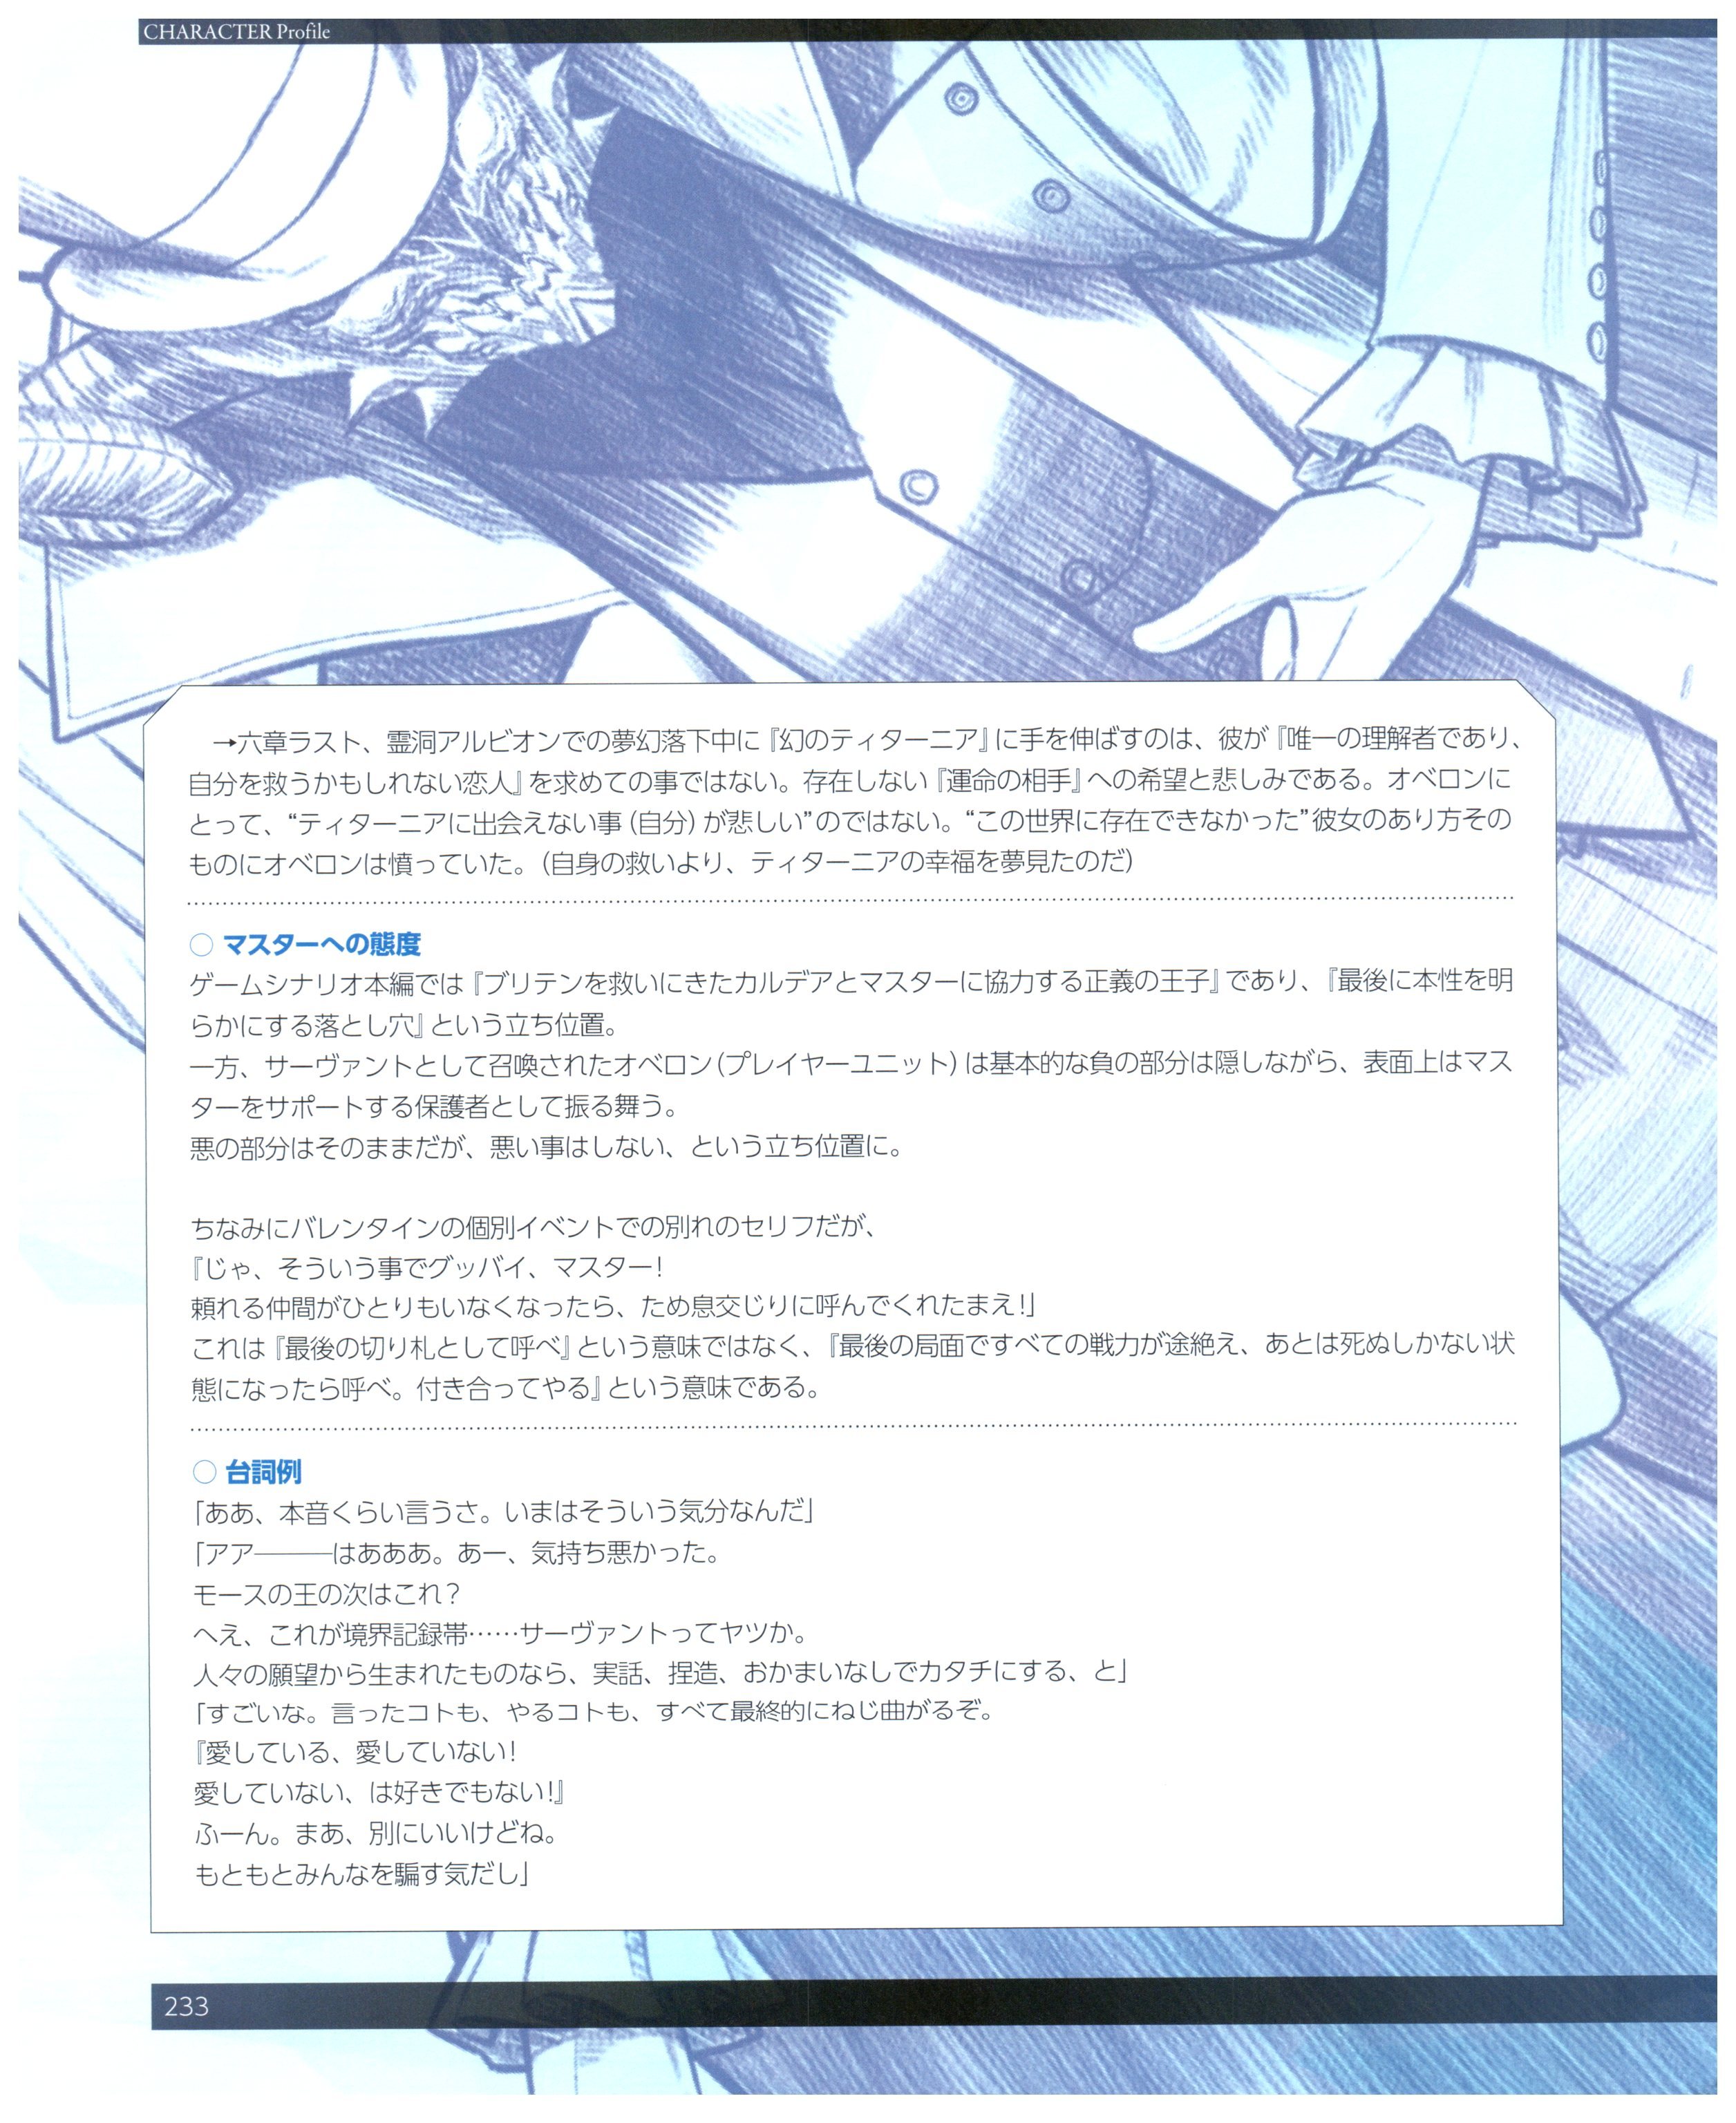 CHARACTER Profile
→六章ラスト、霊洞アルビオンでの夢幻落下中に『幻のティターニア』に手を伸ばすのは、彼が『唯一の理解者であり、
自分を救うかもしれない恋人』を求めての事ではない。存在しない『運命の相手』への希望と悲しみである。オベロンに
とって、“ティターニアに出会えない事（自分）が悲しい”のではない。“この世界に存在できなかった”彼女のあり方その
ものにオベロンは憤っていた。（自身の救いより、ティターニアの幸福を夢見たのだ）
○ マスターへの態度
ゲームシナリオ本編では『ブリテンを救いにきたカルデアとマスターに協力する正義の王子』であり、『最後に本性を明
らかにする落とし穴』という立ち位置。
一方、サーヴァントとして召喚されたオベロン（プレイヤーユニット）は基本的な負の部分は隠しながら、表面上はマス
ターをサポートする保護者として振る舞う。
悪の部分はそのままだが、悪い事はしない、という立ち位置に。
ちなみにバレンタインの個別イベントでの別れのセリフだが、
『じゃ、そういう事でグッバイ、マスター！
頼れる仲間がひとりもいなくなったら、ため息交じりに呼んでくれたまえ！」
これは『最後の切り札として呼べ』という意味ではなく、『最後の局面ですべての戦力が途絶え、あとは死ぬしかない状
態になったら呼べ。付き合ってやる』という意味である。
○ 台詞例
「ああ、本音くらい言うさ。いまはそういう気分なんだ」
「アア―――はあああ。あー、気持ち悪かった。
モースの王の次はこれ？
へえ、これが境界記録帯……サーヴァントってヤツか。
人々の願望から生まれたものなら、実話、捏造、おかまいなしでカタチにする、と」
「すごいな。言ったコトも、やるコトも、すべて最終的にねじ曲がるぞ。
『愛している、愛していない！
愛していない、は好きでもない！』
ふーん。まあ、別にいいけどね。
もともとみんなを騙す気だし」
233